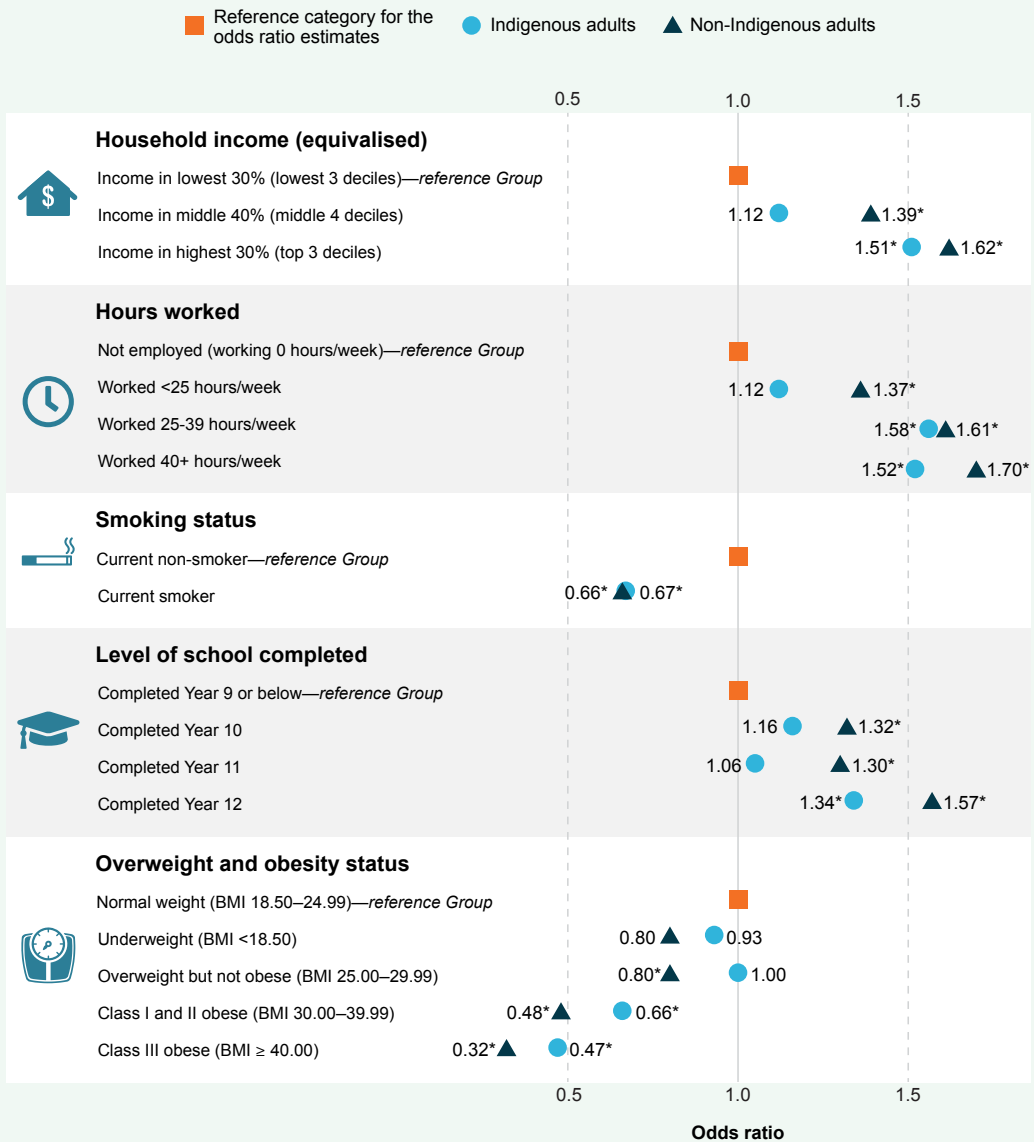 Reference category for the
odds ratio estimates
Indigenous adults
Non-Indigenous adults
0.5 1.0 1.5
Household income (equivalised)
$
Income in lowest 30% (lowest 3 deciles)—reference Group
Income in middle 40% (middle 4 deciles) 1.12 1.39*
Income in highest 30% (top 3 deciles) 1.51* 1.62*
Hours worked
Not employed (working 0 hours/week)—reference Group
Worked <25 hours/week 1.12 1.37*
Worked 25-39 hours/week 1.58* 1.61*
Worked 40+ hours/week 1.52* 1.70*
Smoking status
Current non-smoker—reference Group
Current smoker 0.66* 0.67*
Level of school completed
Completed Year 9 or below—reference Group
Completed Year 10 1.16 1.32*
Completed Year 11 1.06 1.30*
Completed Year 12 1.34* 1.57*
Overweight and obesity status
Normal weight (BMI 18.50–24.99)—reference Group
Underweight (BMI <18.50) 0.80 0.93
Overweight but not obese (BMI 25.00–29.99) 0.80* 1.00
Class I and II obese (BMI 30.00–39.99) 0.48* 0.66*
Class III obese (BMI ≥ 40.00) 0.32* 0.47*
0.5 1.0 1.5
Odds ratio